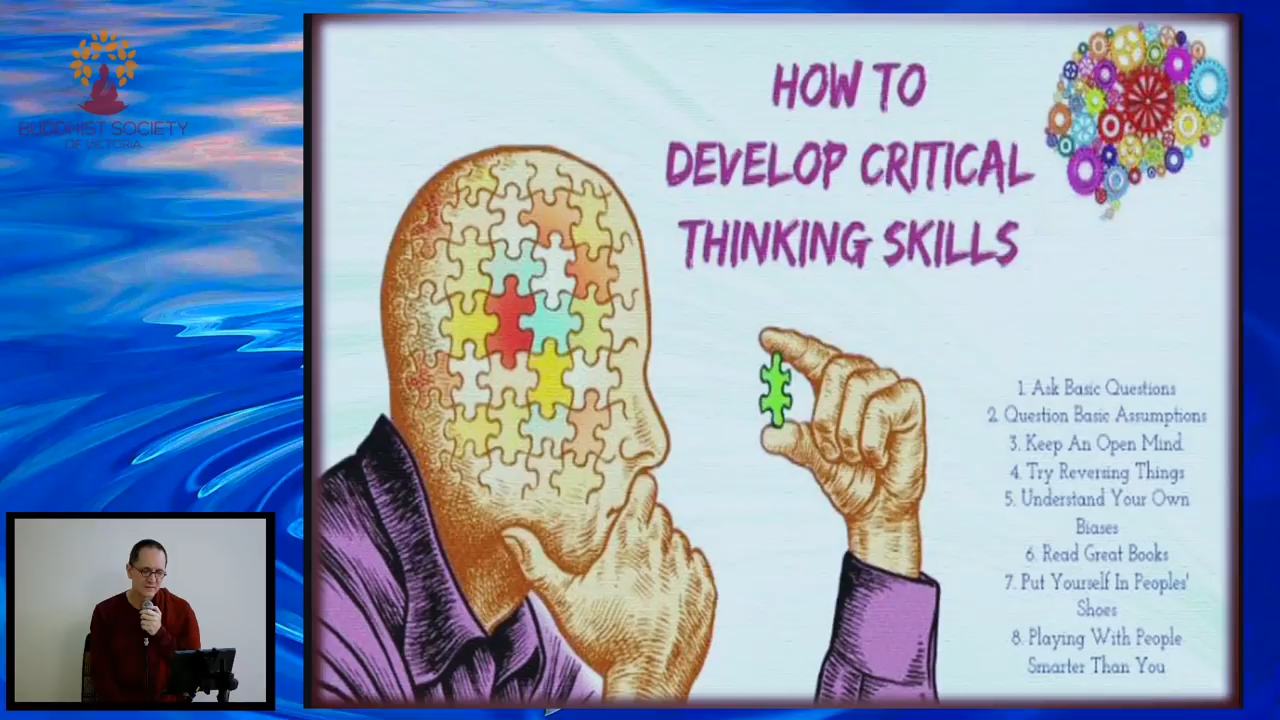 BUDDHIST SOCIETY
OF VICTORIA
HOW TO
DEVELOP CRITICAL
THINKING SKILLS
1. Ask Basic Questions
2. Question Basic Assumptions
3. Keep An Open Mind
4. Try Reversing Things
5. Understand Your Own
Biases
6. Read Great Books
7. Put Yourself In Peoples'
Shoes
8. Playing With People
Smarter Than You